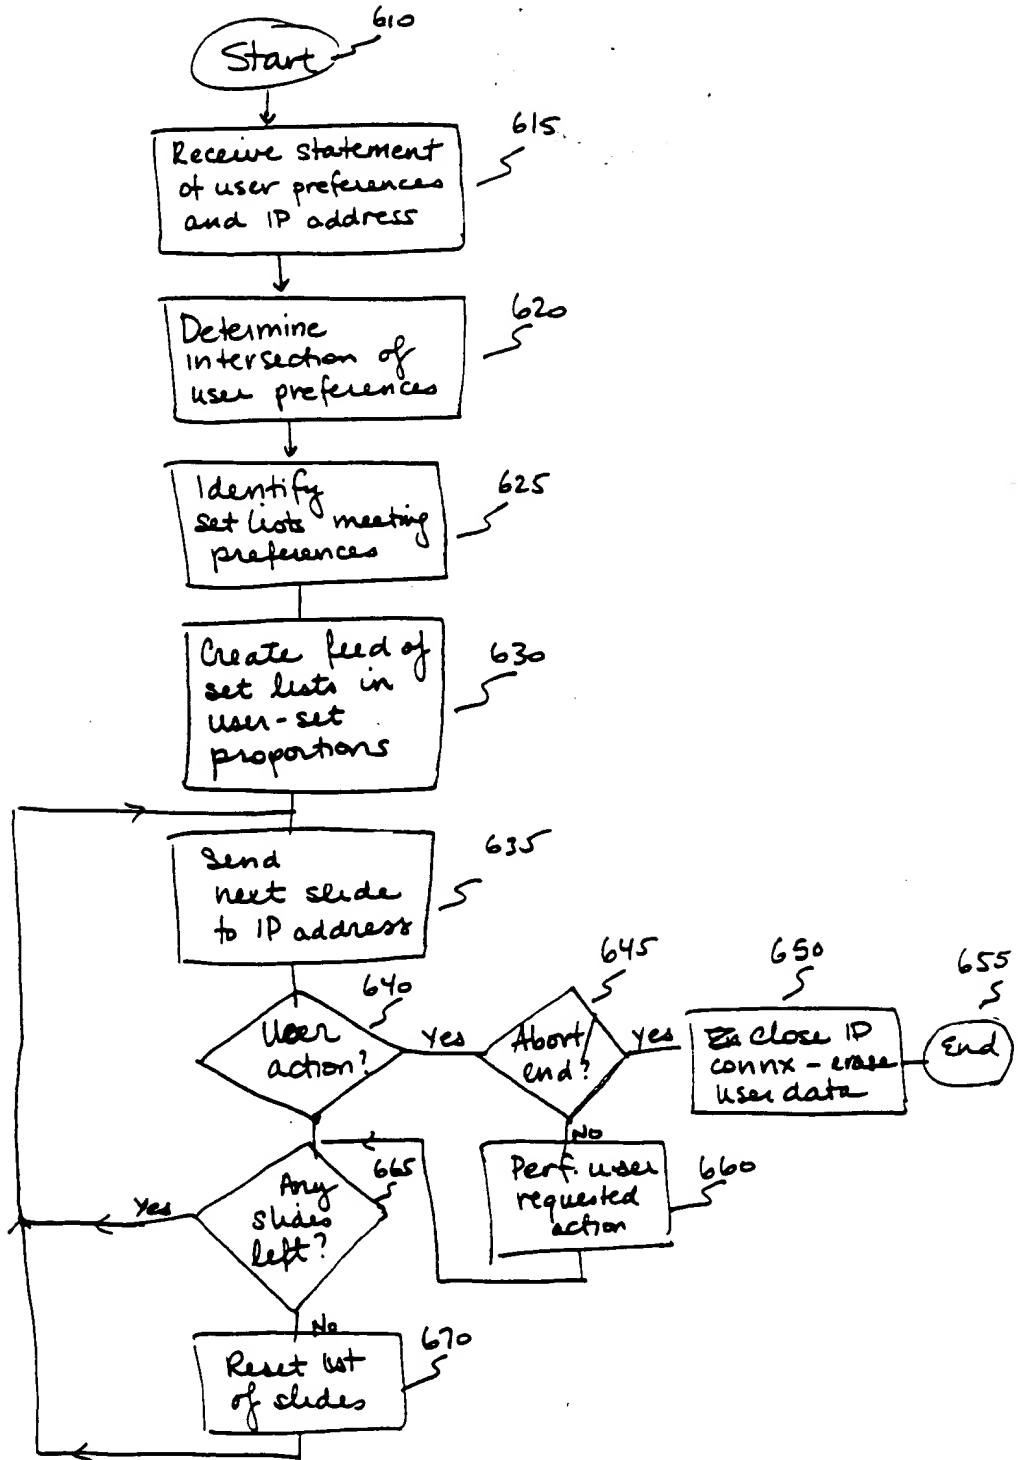 610
Start
615
Receive statement
of user preferences
and IP address
620
Determine
intersection of
user preferences
625
Identify
set lists meeting
preferences
630
Create feed of
set lists in
user-set
proportions
635
Send
next slide
to IP address
640
User
action?
Yes
645
Abort
end?
Yes
650
close IP
connx - erase
user data
655
End
No
660
Perf. user
requested
action
665
Any
slides
left?
Yes
No
670
Reset list
of slides